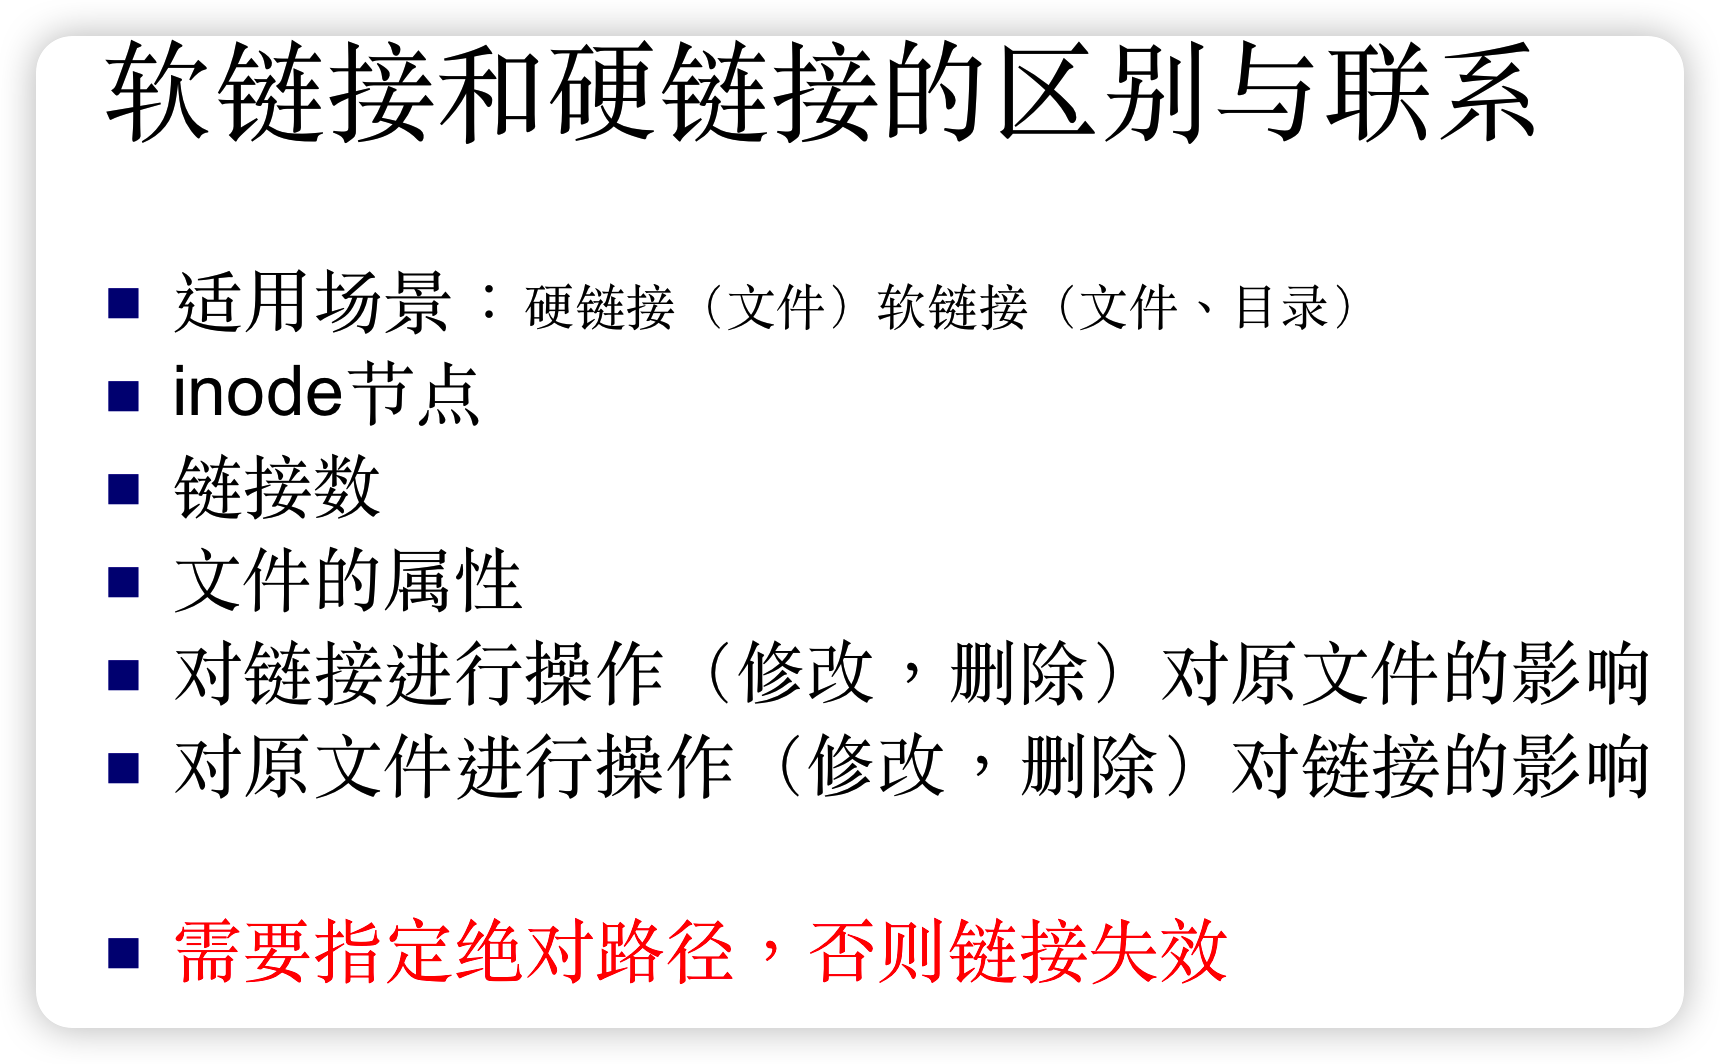 软链接和硬链接的区别与联系
适用场景：硬链接（文件）软链接（文件、目录）
inode节点
链接数
文件的属性
对链接进行操作（修改，删除）对原文件的影响
对原文件进行操作（修改，删除）对链接的影响
需要指定绝对路径，否则链接失效